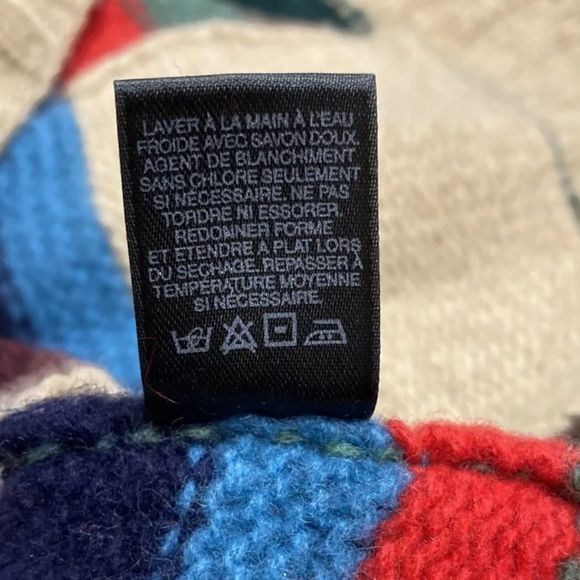 LAVER À LA MAIN À L'EAU
FROIDE AVEC SAVON DOUX.
AGENT DE BLANCHIMENT
SANS CHLORE SEULEMENT
SI NÉCESSAIRE. NE PAS
TORDRE NI ESSORER.
REDONNER FORME
ET ÉTENDRE À PLAT LORS
DU SÉCHAGE. REPASSER À
TEMPÉRATURE MOYENNE
SI NÉCESSAIRE.